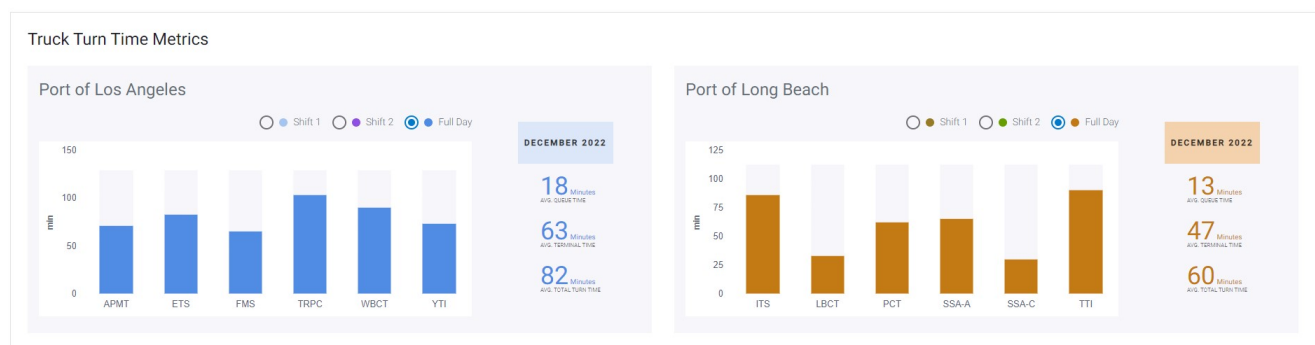 Truck Turn Time Metrics
Port of Los Angeles
Shift 1 Shift 2 Full Day
150
100
50
0
min
APMT ETS FMS TRPC WBCT YTI
DECEMBER 2022
18 Minutes
AVG. QUEUE TIME
63 Minutes
AVG. TERMINAL TIME
82 Minutes
AVG. TOTAL TURN TIME
Port of Long Beach
Shift 1 Shift 2 Full Day
125
100
75
50
25
0
min
ITS LBCT PCT SSA-A SSA-C TTI
DECEMBER 2022
13 Minutes
AVG. QUEUE TIME
47 Minutes
AVG. TERMINAL TIME
60 Minutes
AVG. TOTAL TURN TIME